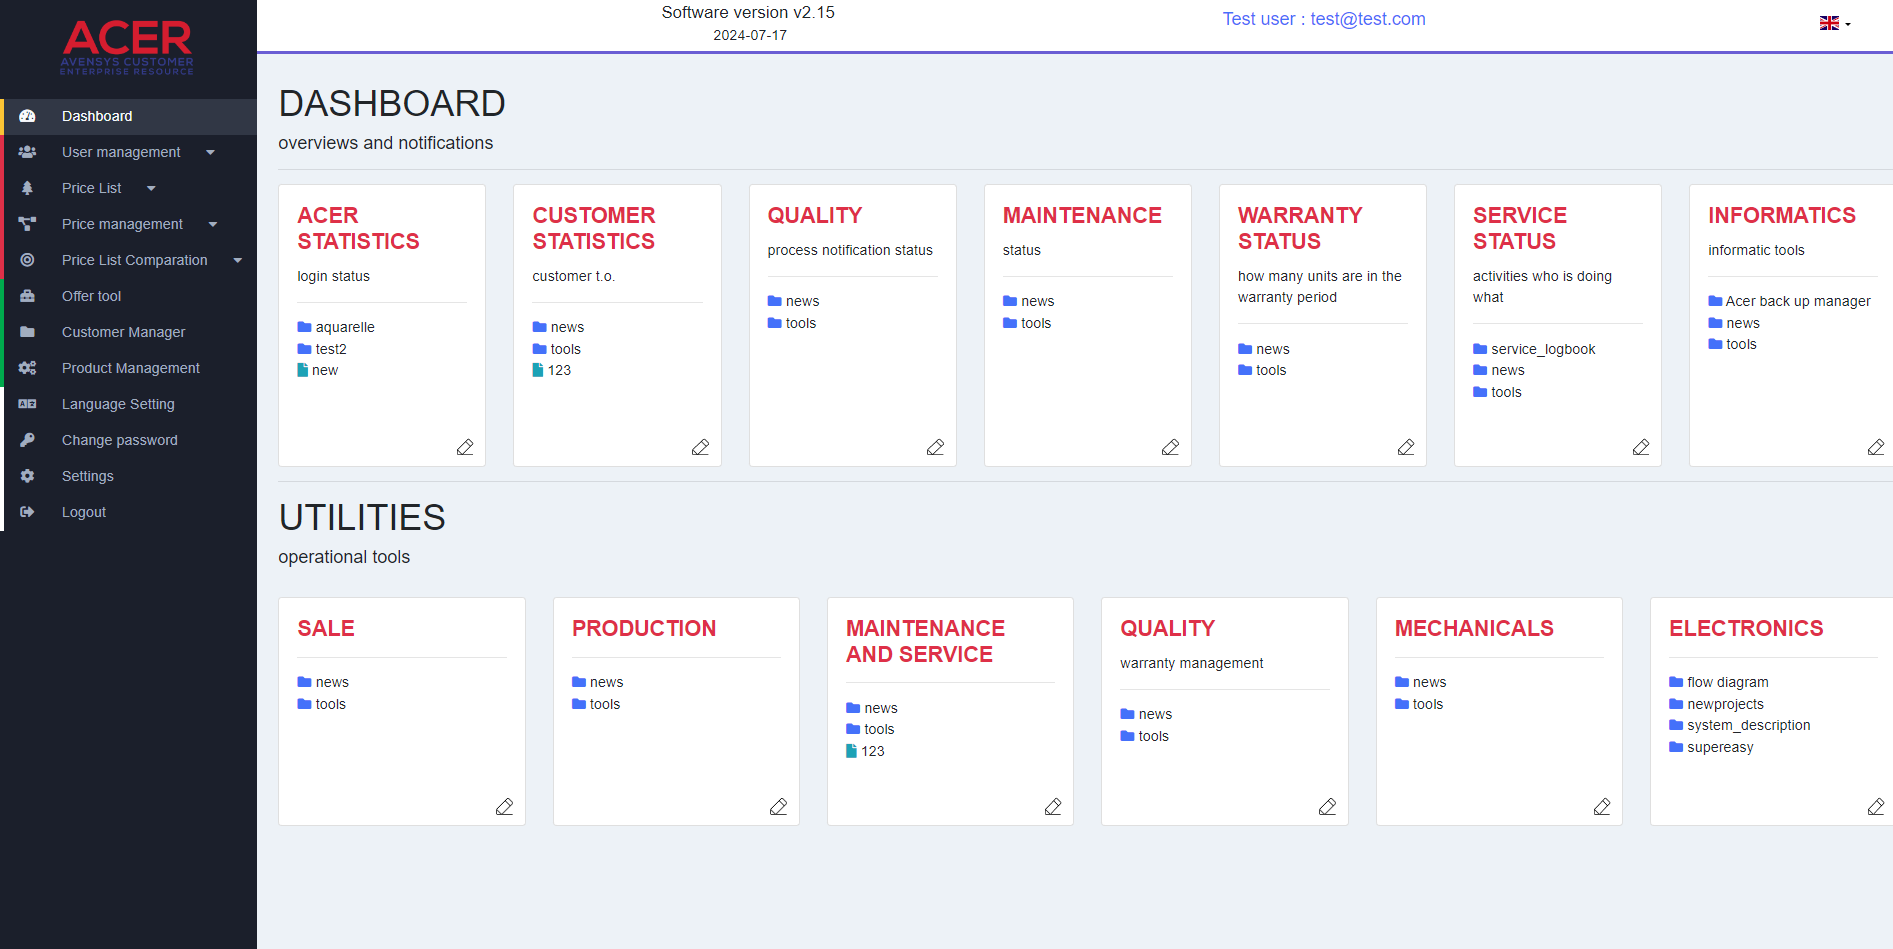 ACER
AVENSYS CUSTOMER
ENTERPRISE RESOURCE
Dashboard
User management
Price List
Price management
Price List Comparation
Offer tool
Customer Manager
Product Management
Language Setting
Change password
Settings
Logout
Software version v2.15
2024-07-17
Test user : test@test.com
DASHBOARD
overviews and notifications
ACER
STATISTICS
login status
aquarelle
test2
new
CUSTOMER
STATISTICS
customer t.o.
news
tools
123
QUALITY
process notification status
news
tools
MAINTENANCE
status
news
tools
WARRANTY
STATUS
how many units are in the
warranty period
news
tools
SERVICE
STATUS
activities who is doing
what
service_logbook
news
tools
INFORMATICS
informatic tools
Acer back up manager
news
tools
UTILITIES
operational tools
SALE
news
tools
PRODUCTION
news
tools
MAINTENANCE
AND SERVICE
news
tools
123
QUALITY
warranty management
news
tools
MECHANICALS
news
tools
ELECTRONICS
flow diagram
newprojects
system_description
supereasy